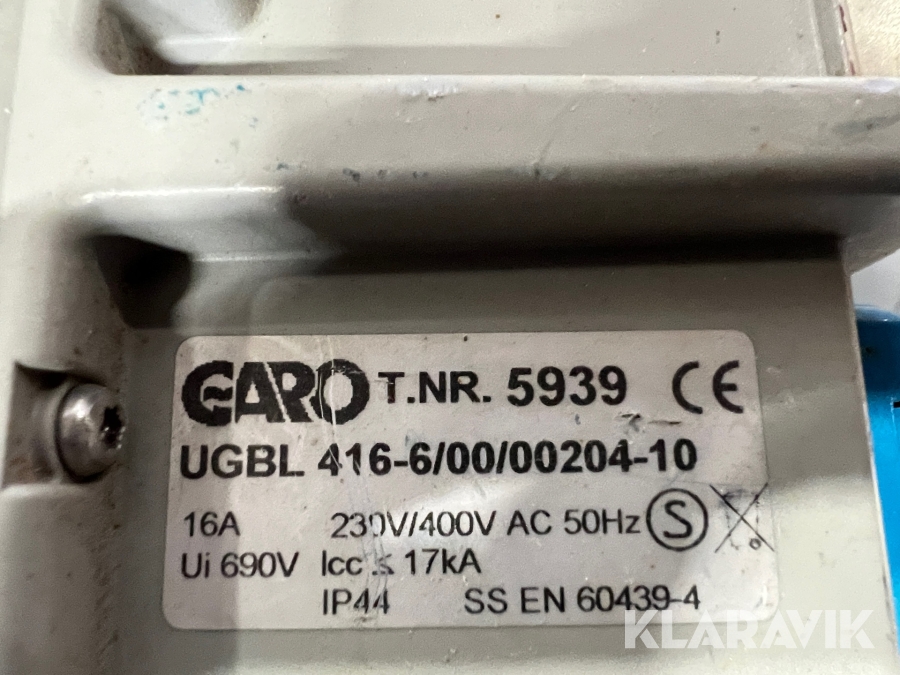 GARO T.NR. 5939 CE
UGBL 416-6/00/00204-10
16A 230V/400V AC 50Hz S
Ui 690V Icc ≤ 17kA
IP44 SS EN 60439-4
KLARAVIK